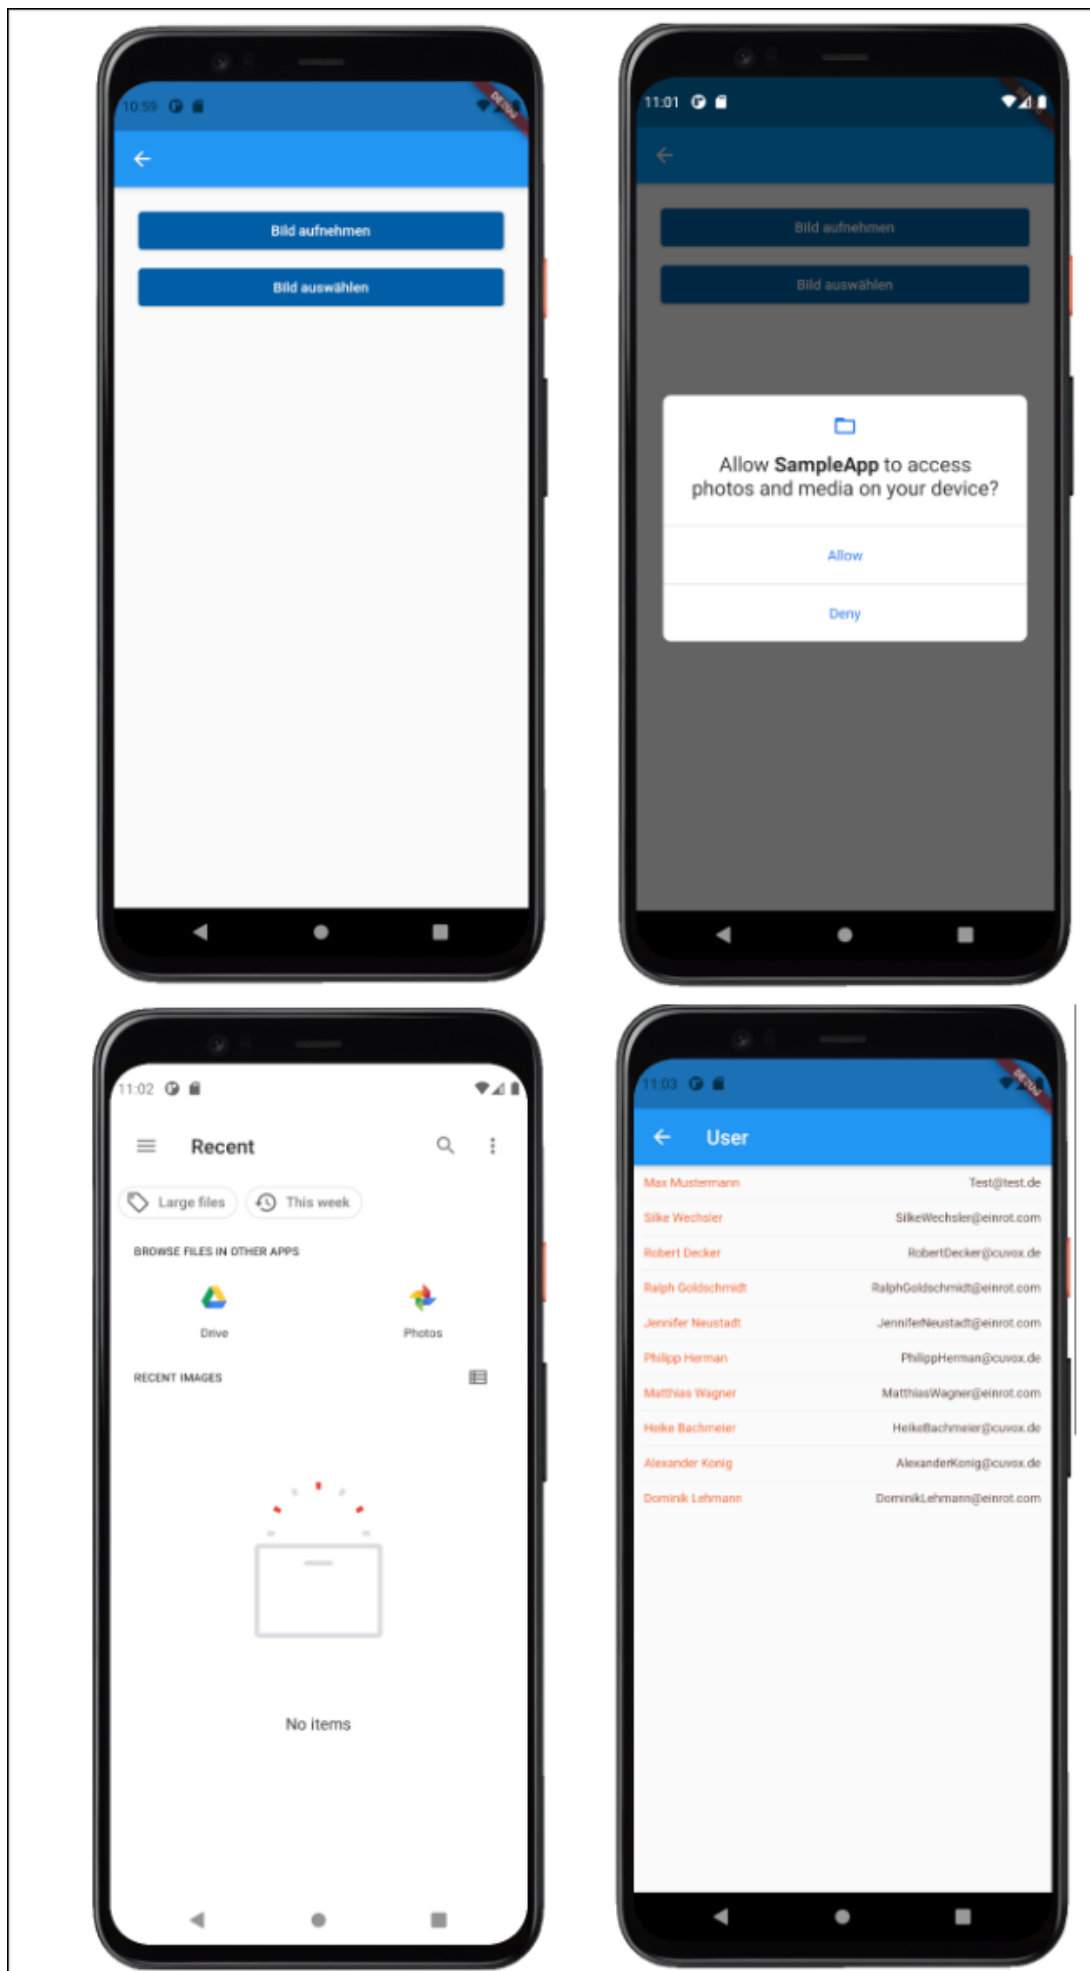 10:59
DEBUG
Bild aufnehmen
Bild auswählen
11:01
Bild aufnehmen
Bild auswählen
Allow SampleApp to access
photos and media on your device?
Allow
Deny
11:02
Recent
Large files
This week
BROWSE FILES IN OTHER APPS
Drive
Photos
RECENT IMAGES
No items
11:03
DEBUG
User
Max Mustermann Test@test.de
Silke Wechsler SilkeWechsler@einrot.com
Robert Decker RobertDecker@cuvox.de
Ralph Goldschmidt RalphGoldschmidt@einrot.com
Jennifer Neustadt JenniferNeustadt@einrot.com
Philipp Herman PhilippHerman@cuvox.de
Matthias Wagner MatthiasWagner@einrot.com
Heike Bachmeier HeikeBachmeier@cuvox.de
Alexander Konig AlexanderKonig@cuvox.de
Dominik Lehmann DominikLehmann@einrot.com